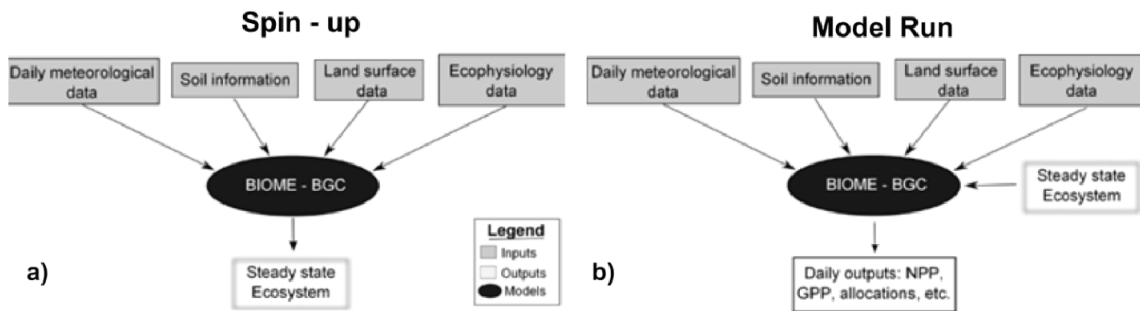 Spin - up
Daily meteorological
data
Soil information
Land surface
data
Ecophysiology
data
BIOME - BGC
Steady state
Ecosystem
Legend
Inputs
Outputs
Models
a)
Model Run
Daily meteorological
data
Soil information
Land surface
data
Ecophysiology
data
BIOME - BGC
Steady state
Ecosystem
Daily outputs: NPP,
GPP, allocations, etc.
b)